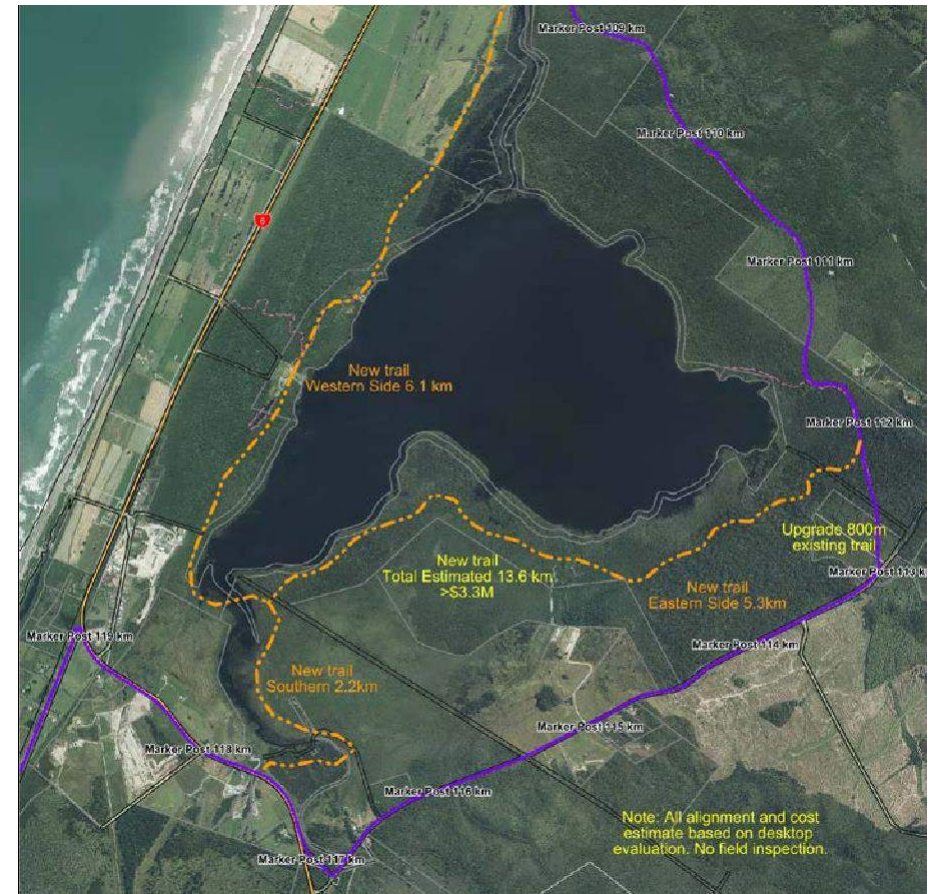 Marker Post 109 km
Marker Post 110 km
6
Marker Post 111 km
New trail
Western Side 6.1 km
Marker Post 112 km
Upgrade 800m
existing trail
New trail
Total Estimated 13.6 km
>$3.3M
Marker Post 113 k
New trail
Eastern Side 5.3km
Marker Post 119 km
Marker Post 114 km
New trail
Southern 2.2km
Marker Post 115 km
Marker Post 118 km
Marker Post 116 km
Note: All alignment and cost
estimate based on desktop
evaluation. No field inspection.
Marker Post 117 km